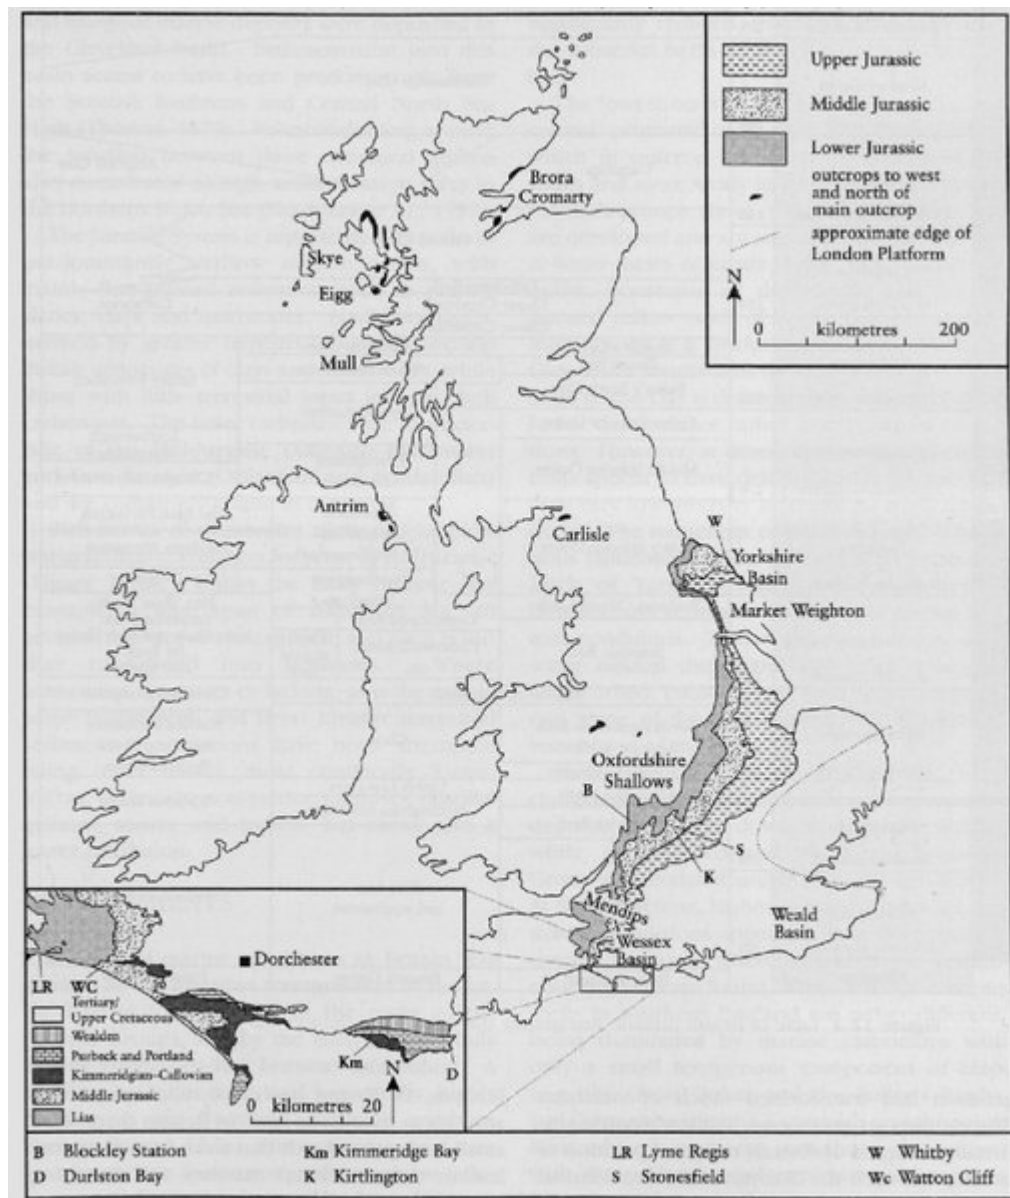 Upper Jurassic
Middle Jurassic
Lower Jurassic
outcrops to west
and north of
main outcrop
approximate edge of
London Platform
N
0 kilometres 200
Brora
Cromarty
Skye
Eigg
Mull
Antrim
Carlisle
W
Yorkshire
Basin
Market Weighton
Oxfordshire
Shallows
B
S
K
Mendips
Weald
Basin
Wessex
Basin
Dorchester
LR WC
Tertiary/
Upper Cretaceous
Wealden
Purbeck and Portland
Kimmeridgian-Callovian
Middle Jurassic
Lias
Km
N
D
0 kilometres 20
B Blockley Station
Km Kimmeridge Bay
LR Lyme Regis
W Whitby
D Durlston Bay
K Kirtlington
S Stonesfield
Wc Watton Cliff